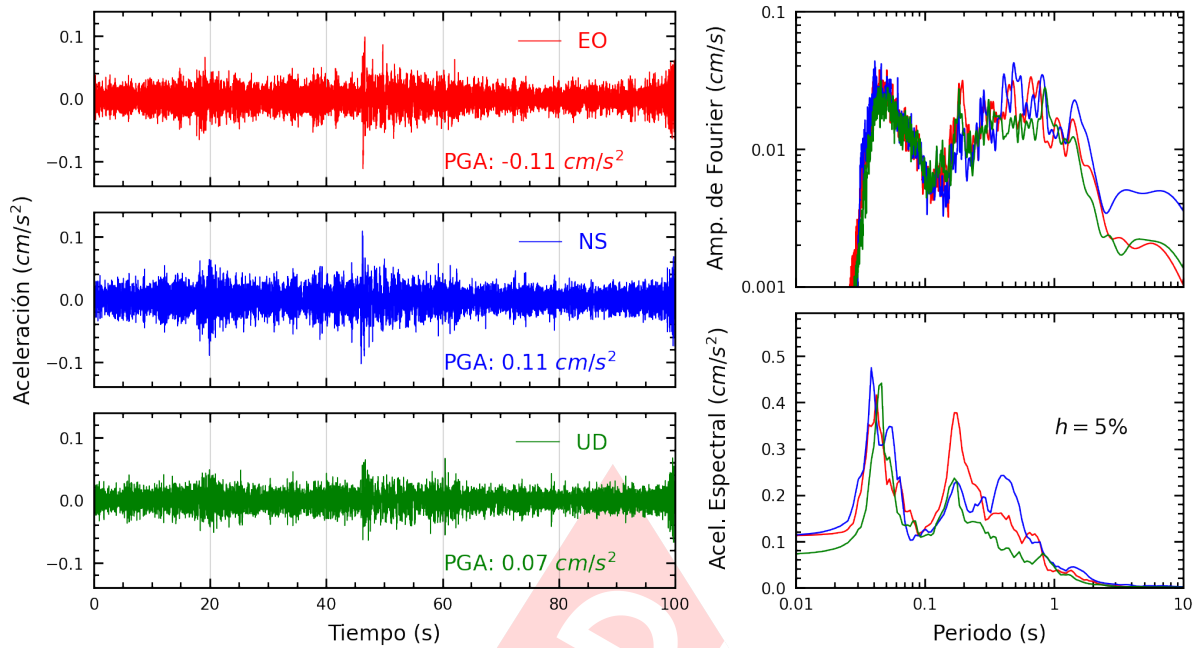 Aceleración (cm/s²)
0.1
0.0
−0.1
EO
PGA: -0.11 cm/s²
0.1
0.0
−0.1
NS
PGA: 0.11 cm/s²
0.1
0.0
−0.1
UD
PGA: 0.07 cm/s²
0
20
40
60
80
100
Tiempo (s)
Amp. de Fourier (cm/s)
0.1
0.01
0.001
Acel. Espectral (cm/s²)
0.5
0.4
0.3
0.2
0.1
0.0
h = 5%
0.01
0.1
1
10
Periodo (s)